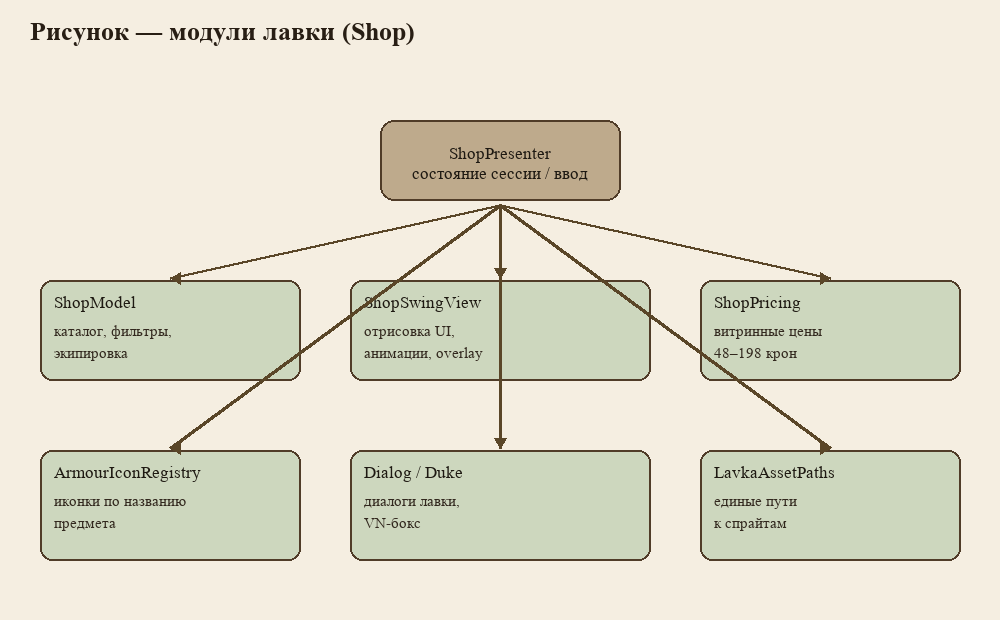 Рисунок — модули лавки (Shop)
ShopPresenter
состояние сессии / ввод
ShopModel
каталог, фильтры,
экипировка
ShopSwingView
отрисовка UI,
анимации, overlay
ShopPricing
витринные цены
48–198 крон
ArmourIconRegistry
иконки по названию
предмета
Dialog / Duke
диалоги лавки,
VN-бокс
LavkaAssetPaths
единые пути
к спрайтам